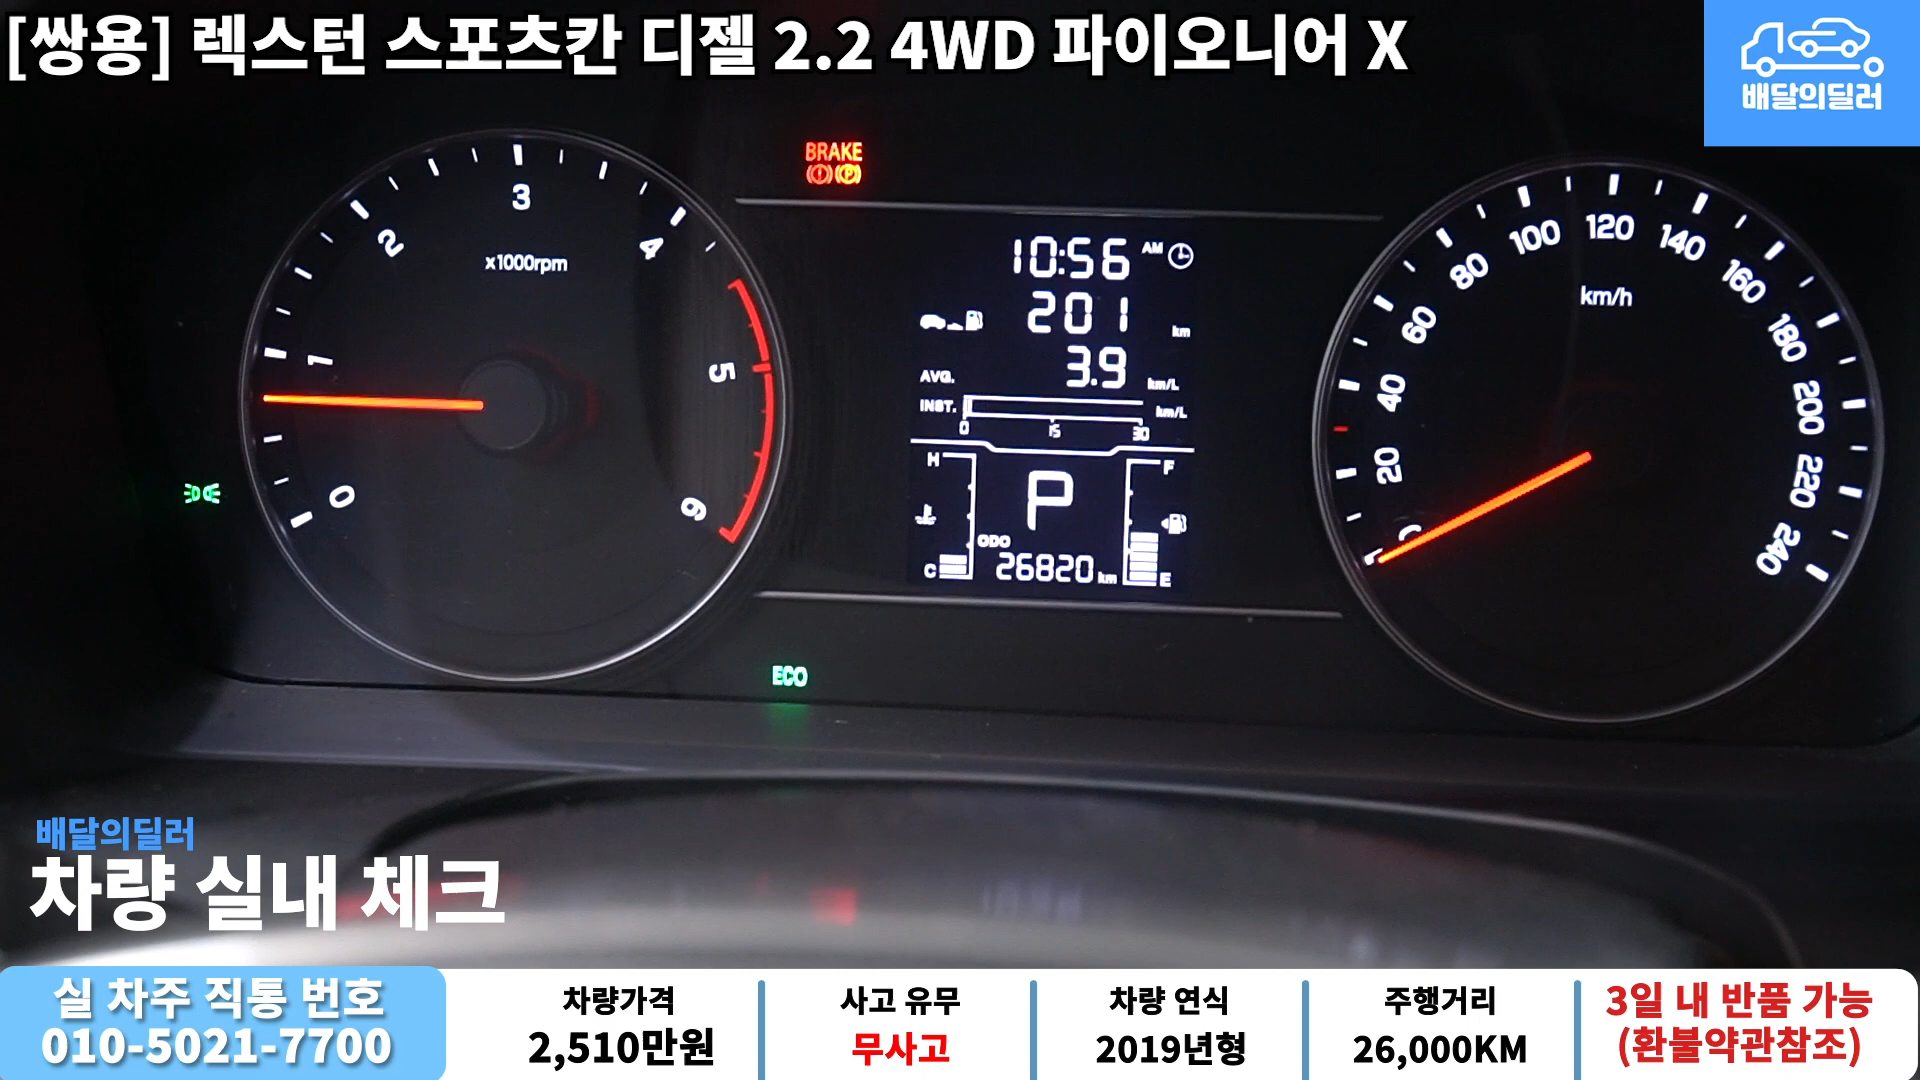 [쌍용] 렉스턴 스포츠칸 디젤 2.2 4WD 파이오니어 X
배달의딜러
BRAKE
(!) (P)
0
1
2
3
4
5
6
x1000rpm
10:56 AM
201 km
AVG. 3.9 km/L
INST. km/L
0 15 30
H
F
P
ODO
26820 km
C
E
0
20
40
60
80
100
120
140
160
180
200
220
240
km/h
ECO
배달의딜러
차량 실내 체크
실 차주 직통 번호
010-5021-7700
차량가격
2,510만원
사고 유무
무사고
차량 연식
2019년형
주행거리
26,000KM
3일 내 반품 가능
(환불약관참조)